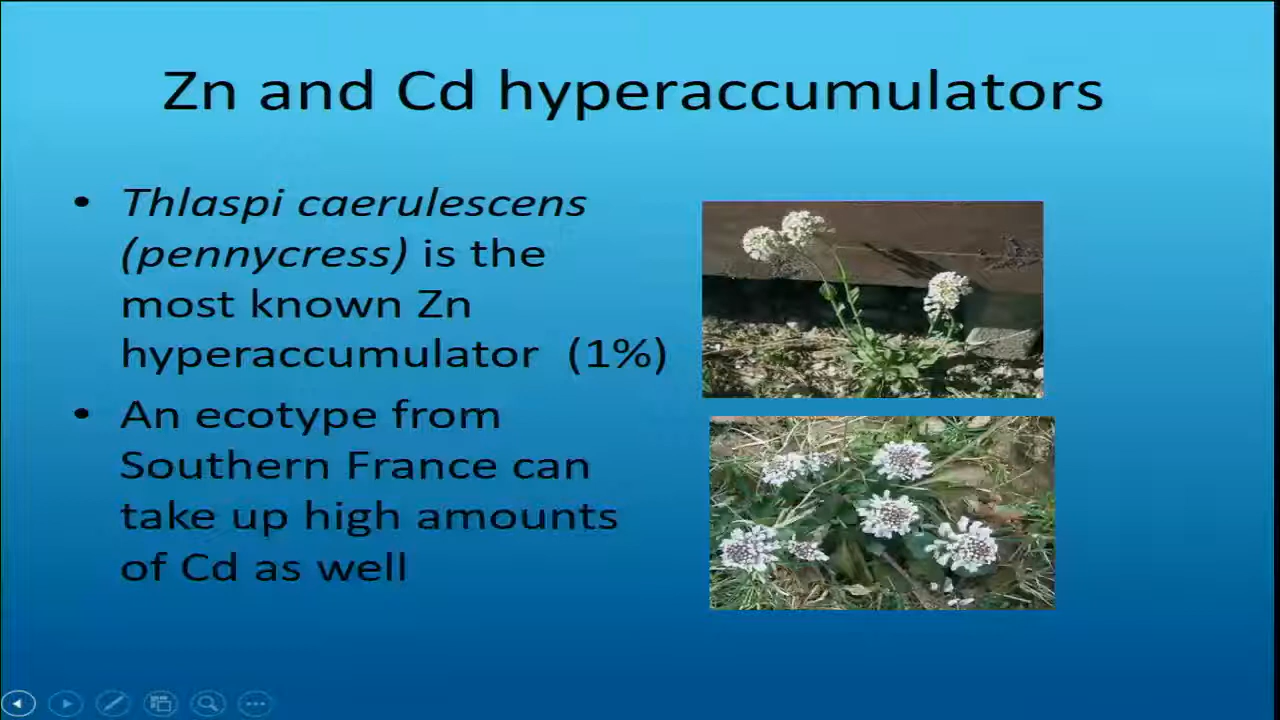 Zn and Cd hyperaccumulators
• Thlaspi caerulescens
(pennycress) is the
most known Zn
hyperaccumulator (1%)
• An ecotype from
Southern France can
take up high amounts
of Cd as well